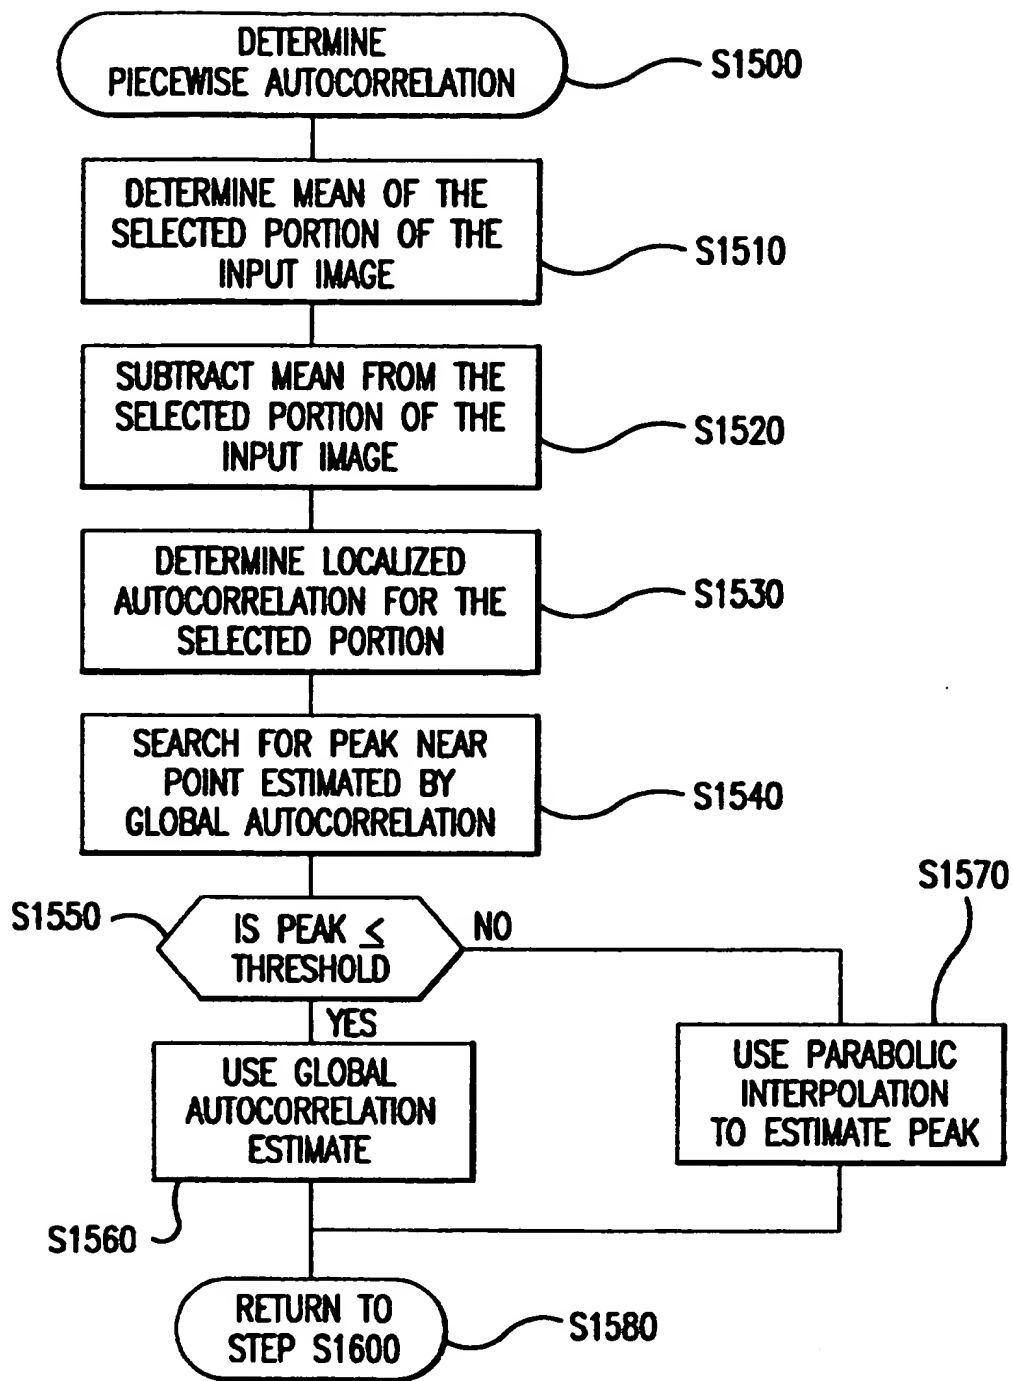 DETERMINE
PIECEWISE AUTOCORRELATION
S1500
DETERMINE MEAN OF THE
SELECTED PORTION OF THE
INPUT IMAGE
S1510
SUBTRACT MEAN FROM THE
SELECTED PORTION OF THE
INPUT IMAGE
S1520
DETERMINE LOCALIZED
AUTOCORRELATION FOR THE
SELECTED PORTION
S1530
SEARCH FOR PEAK NEAR
POINT ESTIMATED BY
GLOBAL AUTOCORRELATION
S1540
S1550
IS PEAK ≤
THRESHOLD
NO
YES
S1570
USE GLOBAL
AUTOCORRELATION
ESTIMATE
S1560
USE PARABOLIC
INTERPOLATION
TO ESTIMATE PEAK
RETURN TO
STEP S1600
S1580